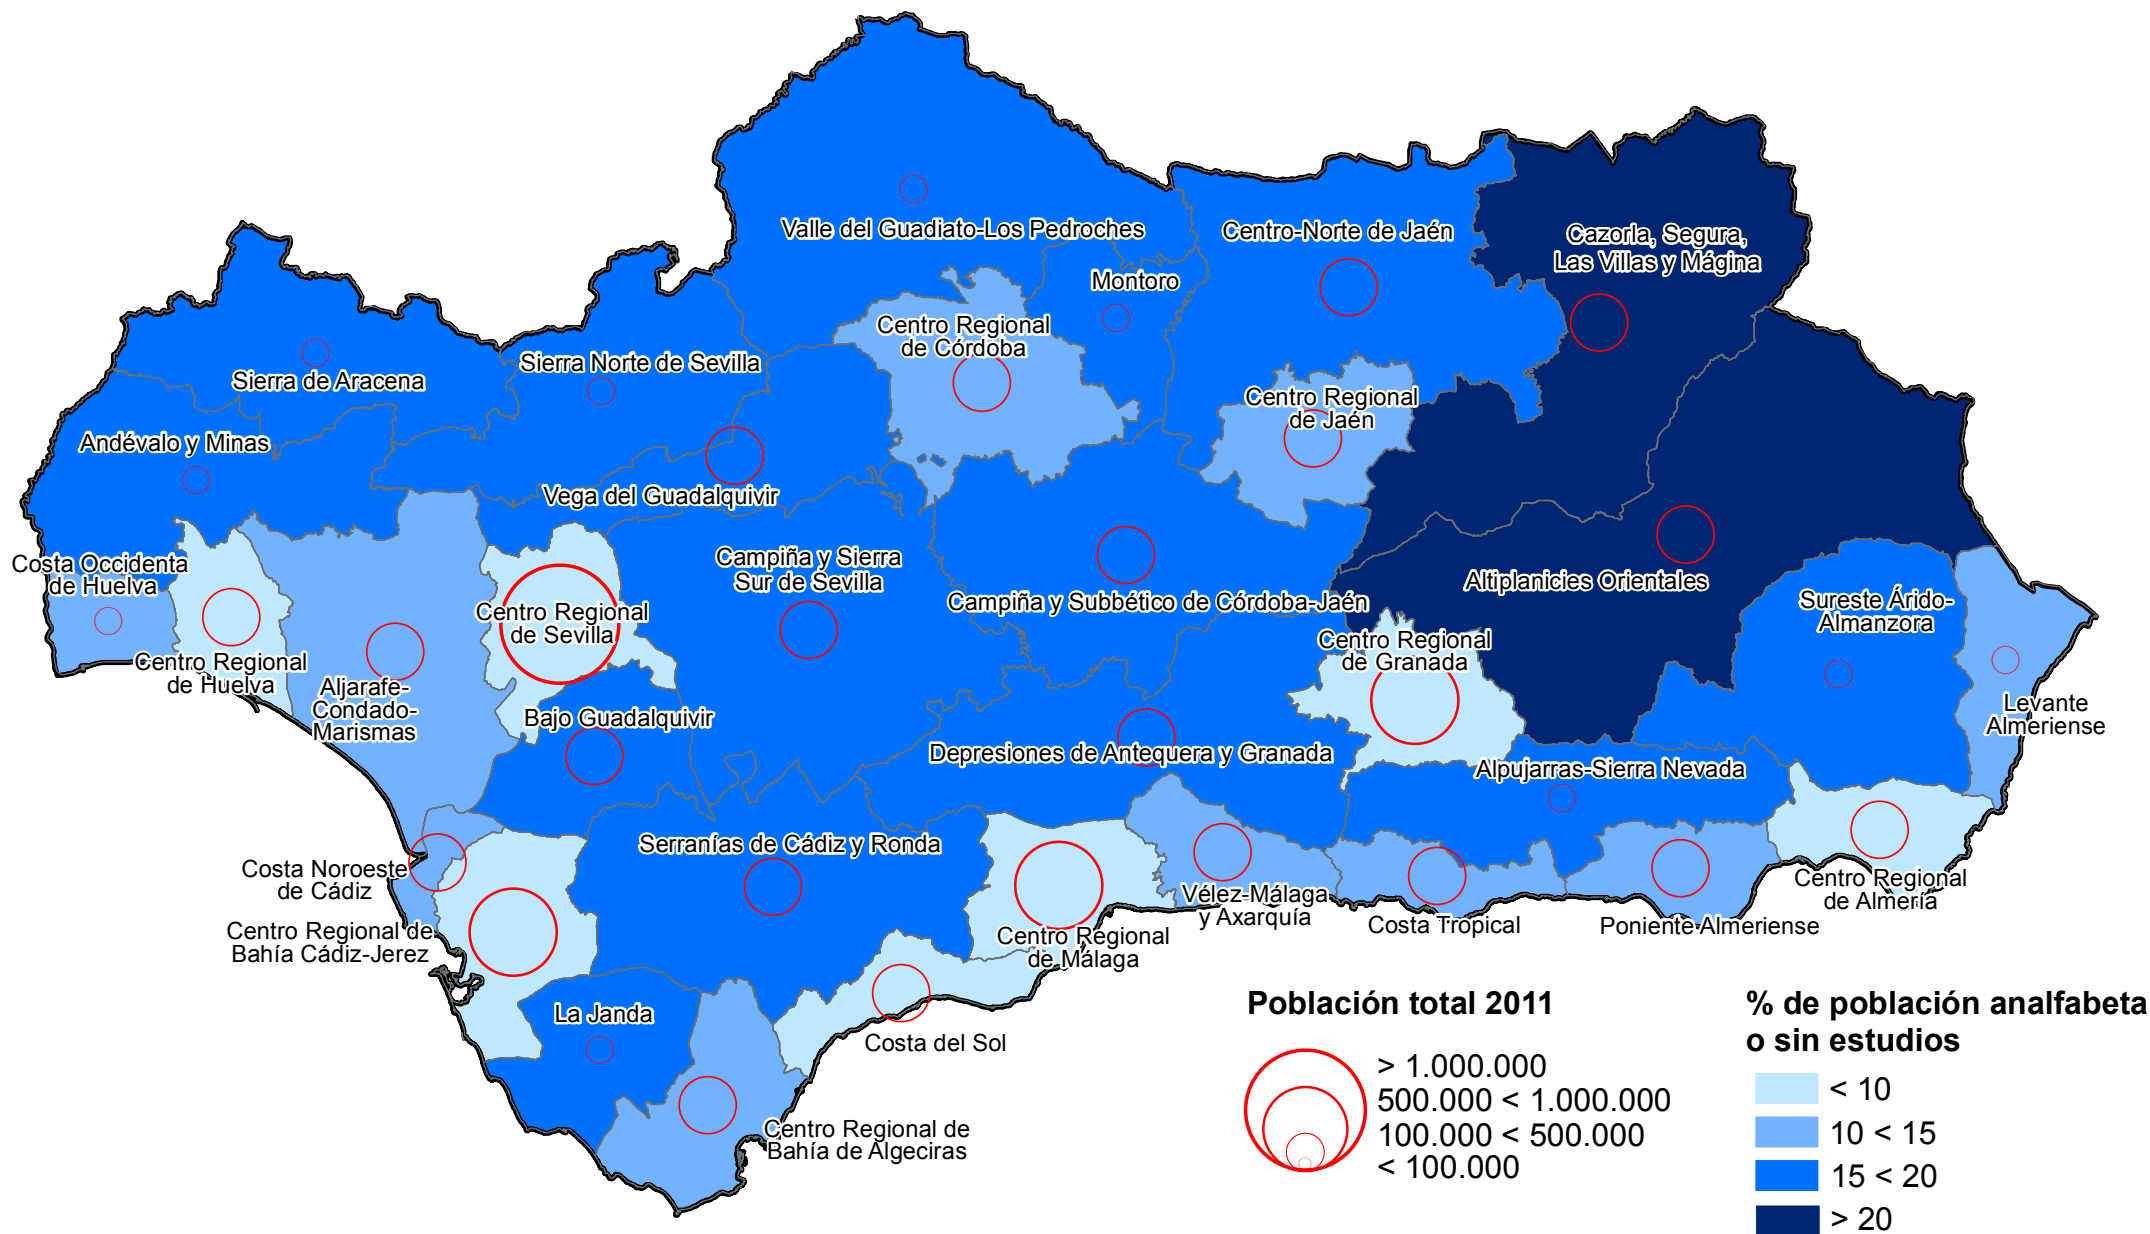 Valle del Guadiato-Los Pedroches
Centro-Norte de Jaén
Cazorla, Segura,
Las Villas y Mágina
Montoro
Centro Regional
de Córdoba
Sierra Norte de Sevilla
Sierra de Aracena
Centro Regional
de Jaén
Andévalo y Minas
Vega del Guadalquivir
Costa Occidenta
de Huelva
Campiña y Sierra
Sur de Sevilla
Altiplanicies Orientales
Campiña y Subbético de Córdoba-Jaén
Sureste Árido-
Almanzora
Centro Regional
de Sevilla
Centro Regional
de Granada
Centro Regional
de Huelva
Aljarafe-
Condado-
Marismas
Bajo Guadalquivir
Levante
Almeriense
Depresiones de Antequera y Granada
Alpujarras-Sierra Nevada
Serranías de Cádiz y Ronda
Costa Noroeste
de Cádiz
Vélez-Málaga
y Axarquía
Centro Regional
de Almería
Costa Tropical
Poniente Almeriense
Centro Regional de
Bahía Cádiz-Jerez
Centro Regional
de Málaga
La Janda
Costa del Sol
Centro Regional de
Bahía de Algeciras
Población total 2011
> 1.000.000
500.000 < 1.000.000
100.000 < 500.000
< 100.000
% de población analfabeta
o sin estudios
< 10
10 < 15
15 < 20
> 20